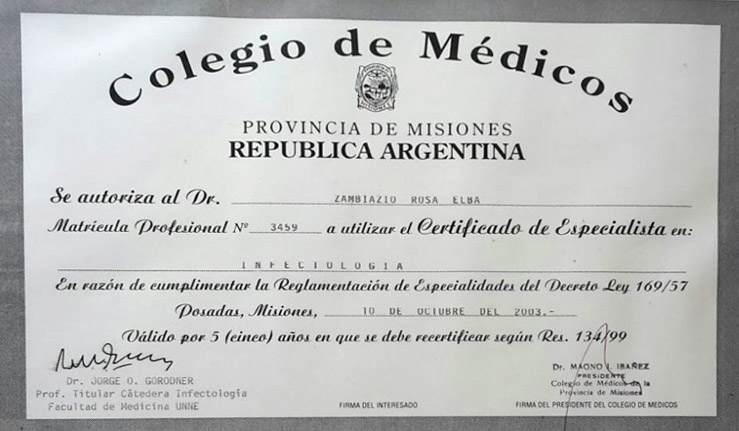 Colegio de Médicos
PROVINCIA DE MISIONES
REPUBLICA ARGENTINA
Se autoriza al Dr. ZAMBIAZIO ROSA ELBA
Matrícula Profesional Nº 3459 a utilizar el Certificado de Especialista en:
INFECTOLOGIA
En razón de cumplimentar la Reglamentación de Especialidades del Decreto Ley 169/57
Posadas, Misiones, 10 DE OCTUBRE DEL 2003.-
Válido por 5 (cinco) años en que se debe recertificar según Res. 134/99
Dr. JORGE O. GORODNER
Prof. Titular Cátedera Infectología
Facultad de Medicina UNNE
FIRMA DEL INTERESADO
Dr. MAGNO I. IBAÑEZ
PRESIDENTE
Colegio de Médicos de la
Provincia de Misiones
FIRMA DEL PRESIDENTE DEL COLEGIO DE MEDICOS